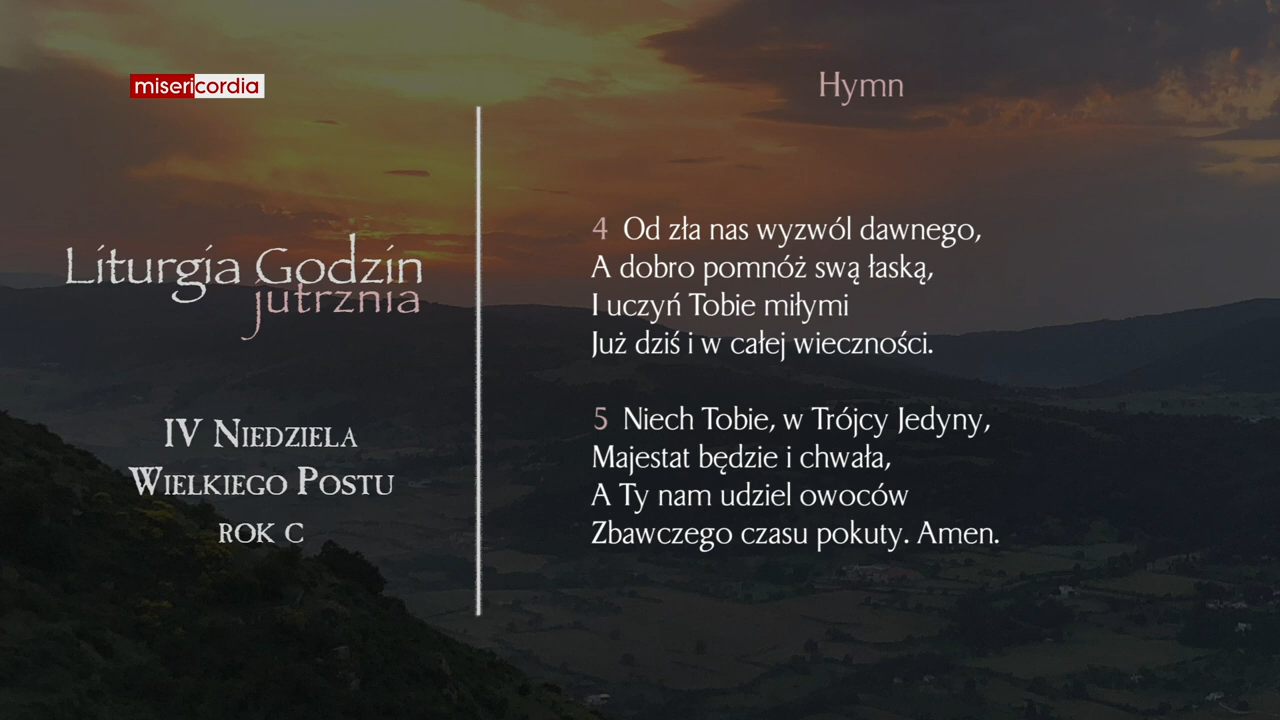 misericordia
Liturgia Godzin
jutrznia
IV Niedziela
Wielkiego Postu
rok C
Hymn
4 Od zła nas wyzwól dawnego,
A dobro pomnóż swą łaską,
I uczyń Tobie miłymi
Już dziś i w całej wieczności.
5 Niech Tobie, w Trójcy Jedyny,
Majestat będzie i chwała,
A Ty nam udziel owoców
Zbawczego czasu pokuty. Amen.